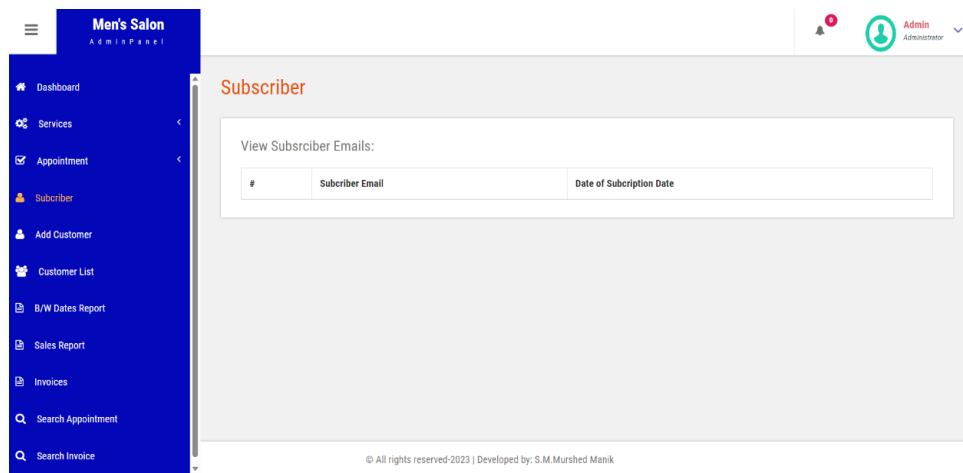 Men's Salon
AdminPanel
0
Admin
Administrator
Dashboard
Services
Appointment
Subcriber
Add Customer
Customer List
B/W Dates Report
Sales Report
Invoices
Search Appointment
Search Invoice
Subscriber
View Subsrciber Emails:
# Subcriber Email Date of Subcription Date
© All rights reserved-2023 | Developed by: S.M.Murshed Manik